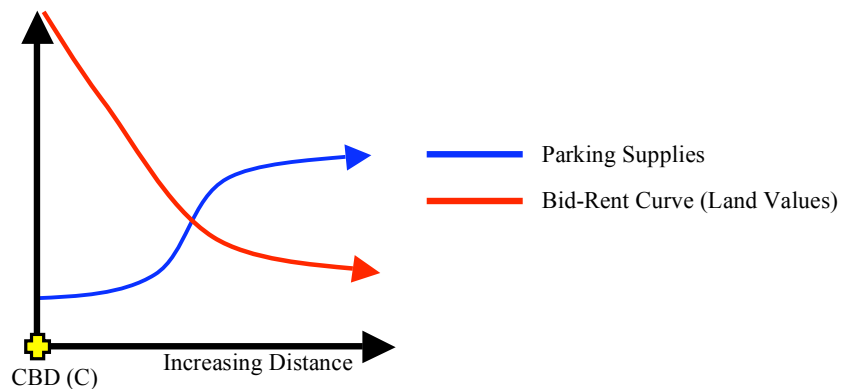 Parking Supplies
Bid-Rent Curve (Land Values)
Increasing Distance
CBD (C)